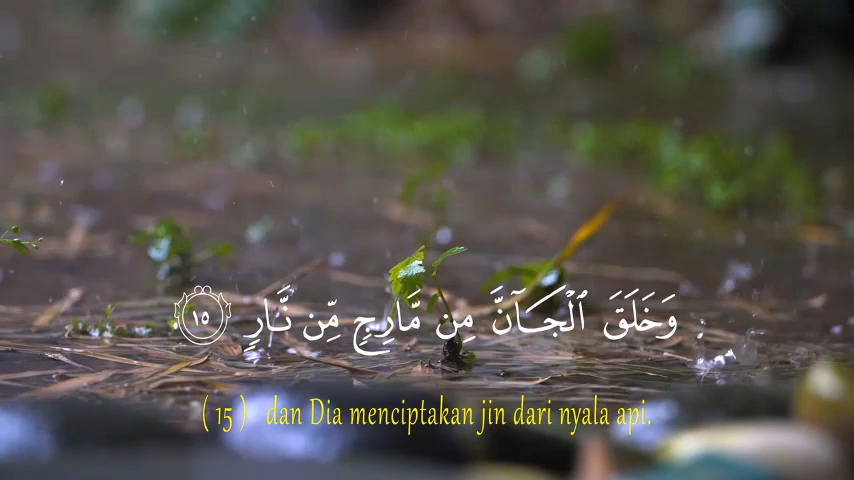 وَخَلَقَ ٱلْجَآنَّ مِن مَّارِجٍ مِّن نَّارٍ ١٥
( 15 ) dan Dia menciptakan jin dari nyala api.